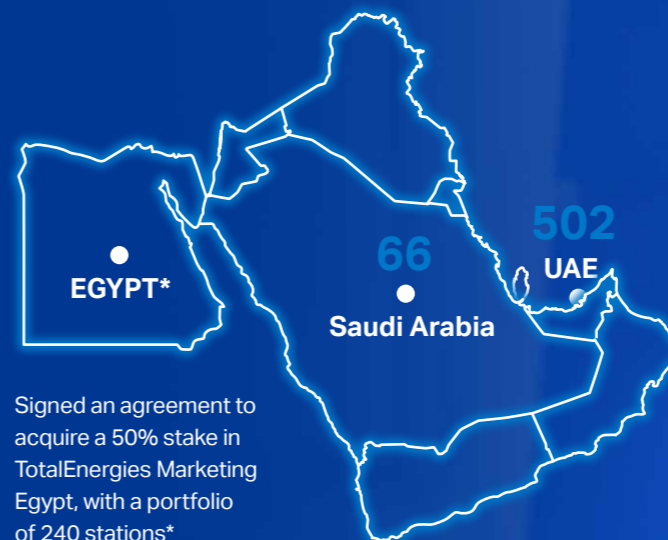 502
UAE
66
Saudi Arabia
EGYPT*
Signed an agreement to
acquire a 50% stake in
TotalEnergies Marketing
Egypt, with a portfolio
of 240 stations*